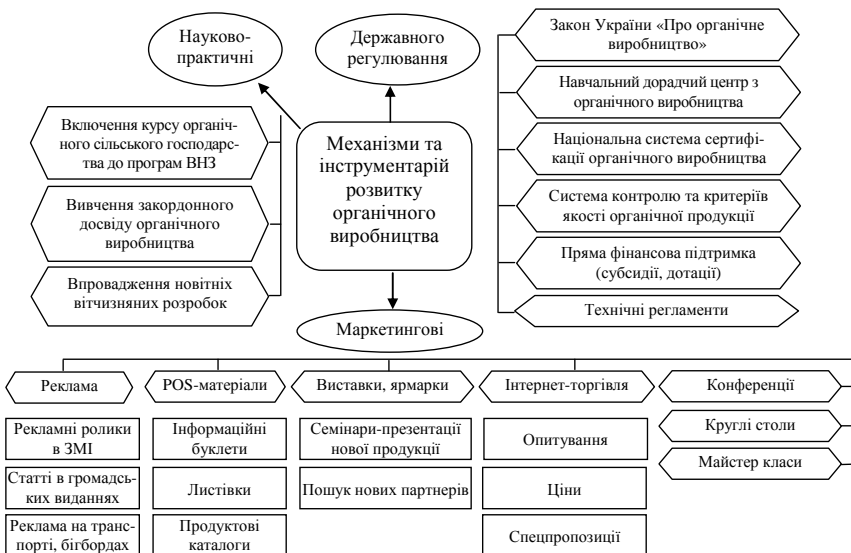 Науково-
практичні
Державного
регулювання
Закон України «Про органічне
виробництво»
Навчальний дорадчий центр з
органічного виробництва
Національна система сертифі-
кації органічного виробництва
Система контролю та критеріїв
якості органічної продукції
Пряма фінансова підтримка
(субсидії, дотації)
Технічні регламенти
Включення курсу органіч-
ного сільського господарс-
тва до програм ВНЗ
Вивчення закордонного
досвіду органічного
виробництва
Впровадження новітніх
вітчизняних розробок
Механізми та
інструментарій
розвитку
органічного
виробництва
Маркетингові
Реклама
POS-матеріали
Виставки, ярмарки
Інтернет-торгівля
Конференції
Рекламні ролики
в ЗМІ
Інформаційні
буклети
Семінари-презентації
нової продукції
Опитування
Круглі столи
Статті в громадсь-
ких виданнях
Листівки
Пошук нових партнерів
Ціни
Майстер класи
Реклама на транс-
порті, бігбордах
Продуктові
каталоги
Спецпропозиції